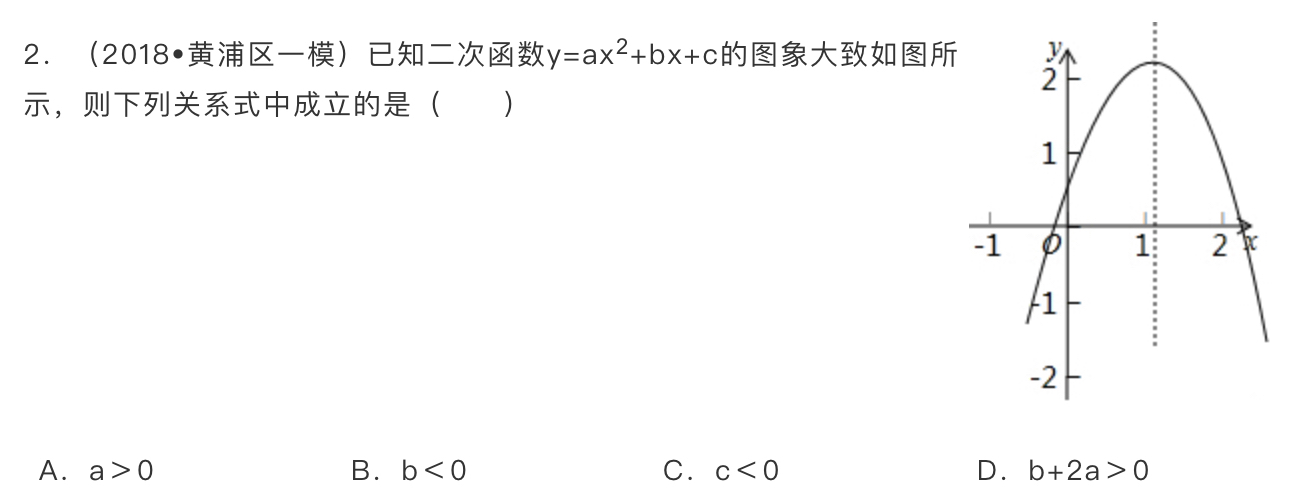 2. （2018•黄浦区一模）已知二次函数y=ax²+bx+c的图象大致如图所
示，则下列关系式中成立的是（　　）
y
2
1
-1
O
1
2
x
-1
-2
A. a＞0
B. b＜0
C. c＜0
D. b+2a＞0